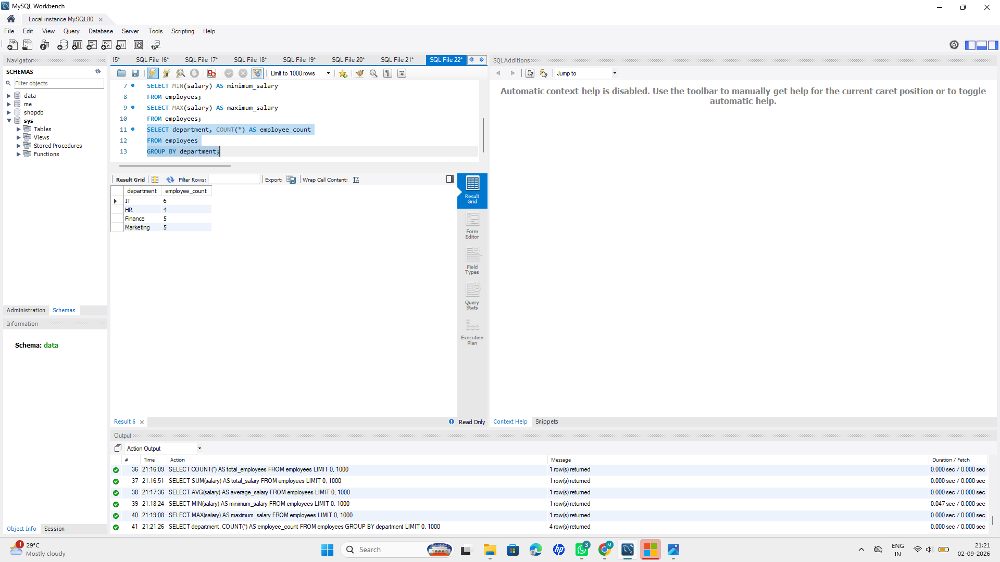 MySQL Workbench
Local instance MySQL80
File Edit View Query Database Server Tools Scripting Help
Navigator
SCHEMAS
Filter objects
data
me
shopdb
sys
Tables
Views
Stored Procedures
Functions
Administration Schemas
Information
Schema: data
Object Info Session
15* SQL File 16* SQL File 17* SQL File 18* SQL File 19* SQL File 20* SQL File 21* SQL File 22*
Limit to 1000 rows
7 SELECT MIN(salary) AS minimum_salary
8 FROM employees;
9 SELECT MAX(salary) AS maximum_salary
10 FROM employees;
11 SELECT department, COUNT(*) AS employee_count
12 FROM employees
13 GROUP BY department;
Result Grid Filter Rows: Export: Wrap Cell Content:
department employee_count
IT 6
HR 4
Finance 5
Marketing 5
Result Grid
Form Editor
Field Types
Query Stats
Execution Plan
Result 6 Read Only
SQLAdditions
Jump to
Automatic context help is disabled. Use the toolbar to manually get help for the current caret position or to toggle
automatic help.
Context Help Snippets
Output
Action Output
# Time Action Message Duration / Fetch
36 21:16:09 SELECT COUNT(*) AS total_employees FROM employees LIMIT 0, 1000 1 row(s) returned 0.000 sec / 0.000 sec
37 21:16:51 SELECT SUM(salary) AS total_salary FROM employees LIMIT 0, 1000 1 row(s) returned 0.000 sec / 0.000 sec
38 21:17:36 SELECT AVG(salary) AS average_salary FROM employees LIMIT 0, 1000 1 row(s) returned 0.000 sec / 0.000 sec
39 21:18:24 SELECT MIN(salary) AS minimum_salary FROM employees LIMIT 0, 1000 1 row(s) returned 0.047 sec / 0.000 sec
40 21:19:08 SELECT MAX(salary) AS maximum_salary FROM employees LIMIT 0, 1000 1 row(s) returned 0.000 sec / 0.000 sec
41 21:21:26 SELECT department, COUNT(*) AS employee_count FROM employees GROUP BY department LIMIT 0, 1000 4 row(s) returned 0.000 sec / 0.000 sec
1
29°C
Mostly cloudy
Search
hp
3
M
ENG
IN
21:21
02-09-2026